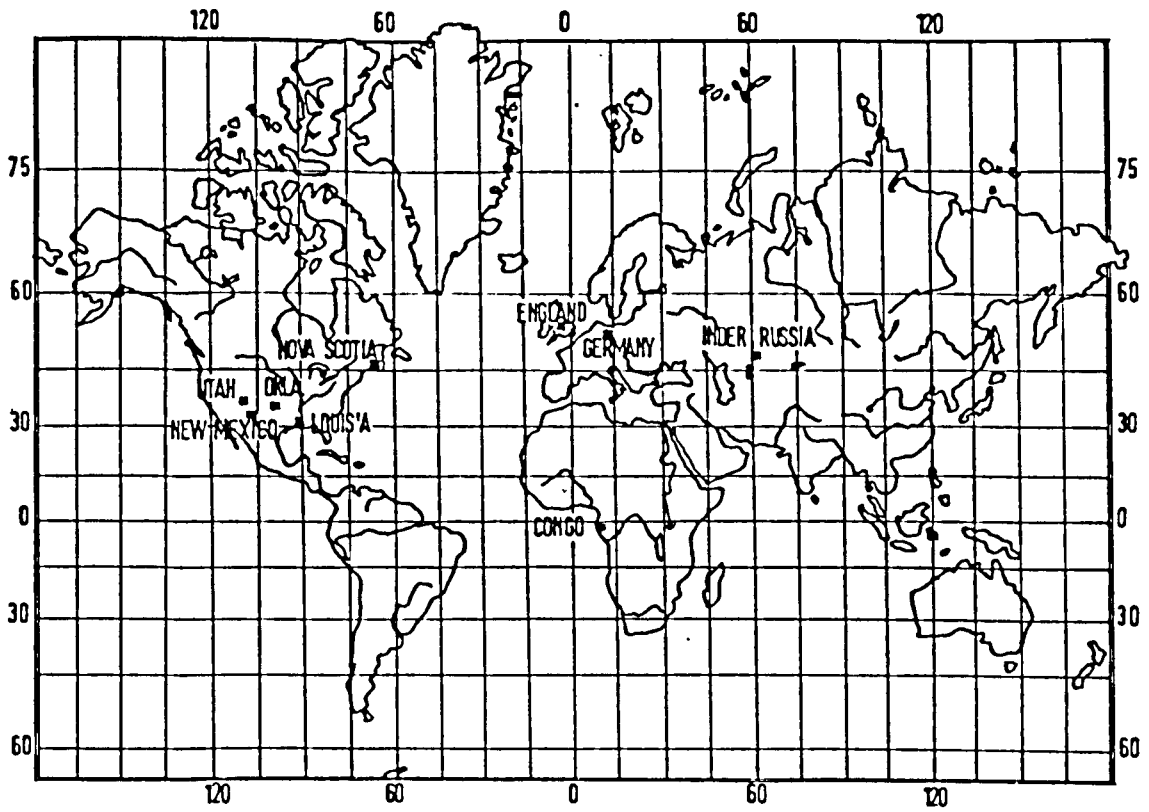 120 60 0 60 120
75 75
60 60
ENGLAND
NOVA SCOTIA GERMANY INDER RUSSIA
UTAH ORLA
30 NEW MEXICO LOUIS'A 30
0 CONGO 0
30 30
60 60
120 60 0 60 120